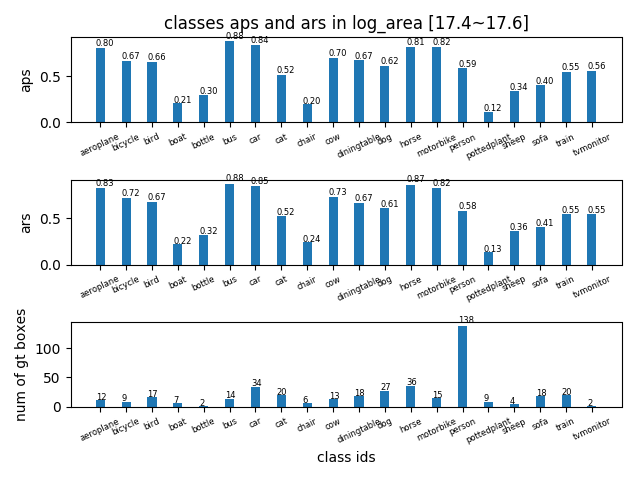 classes aps and ars in log_area [17.4~17.6]
aps
0.5
0.0
0.80 0.67 0.66 0.21 0.30 0.88 0.84 0.52 0.20 0.70 0.67 0.62 0.81 0.82 0.59 0.12 0.34 0.40 0.55 0.56
aeroplane bicycle bird boat bottle bus car cat chair cow diningtable dog horse motorbike person pottedplant sheep sofa train tvmonitor
ars
0.5
0.0
0.83 0.72 0.67 0.22 0.32 0.88 0.85 0.52 0.24 0.73 0.67 0.61 0.87 0.82 0.58 0.13 0.36 0.41 0.55 0.55
aeroplane bicycle bird boat bottle bus car cat chair cow diningtable dog horse motorbike person pottedplant sheep sofa train tvmonitor
num of gt boxes
100
50
0
12 9 17 7 2 14 34 20 6 13 18 27 36 15 138 9 4 18 20 2
aeroplane bicycle bird boat bottle bus car cat chair cow diningtable dog horse motorbike person pottedplant sheep sofa train tvmonitor
class ids